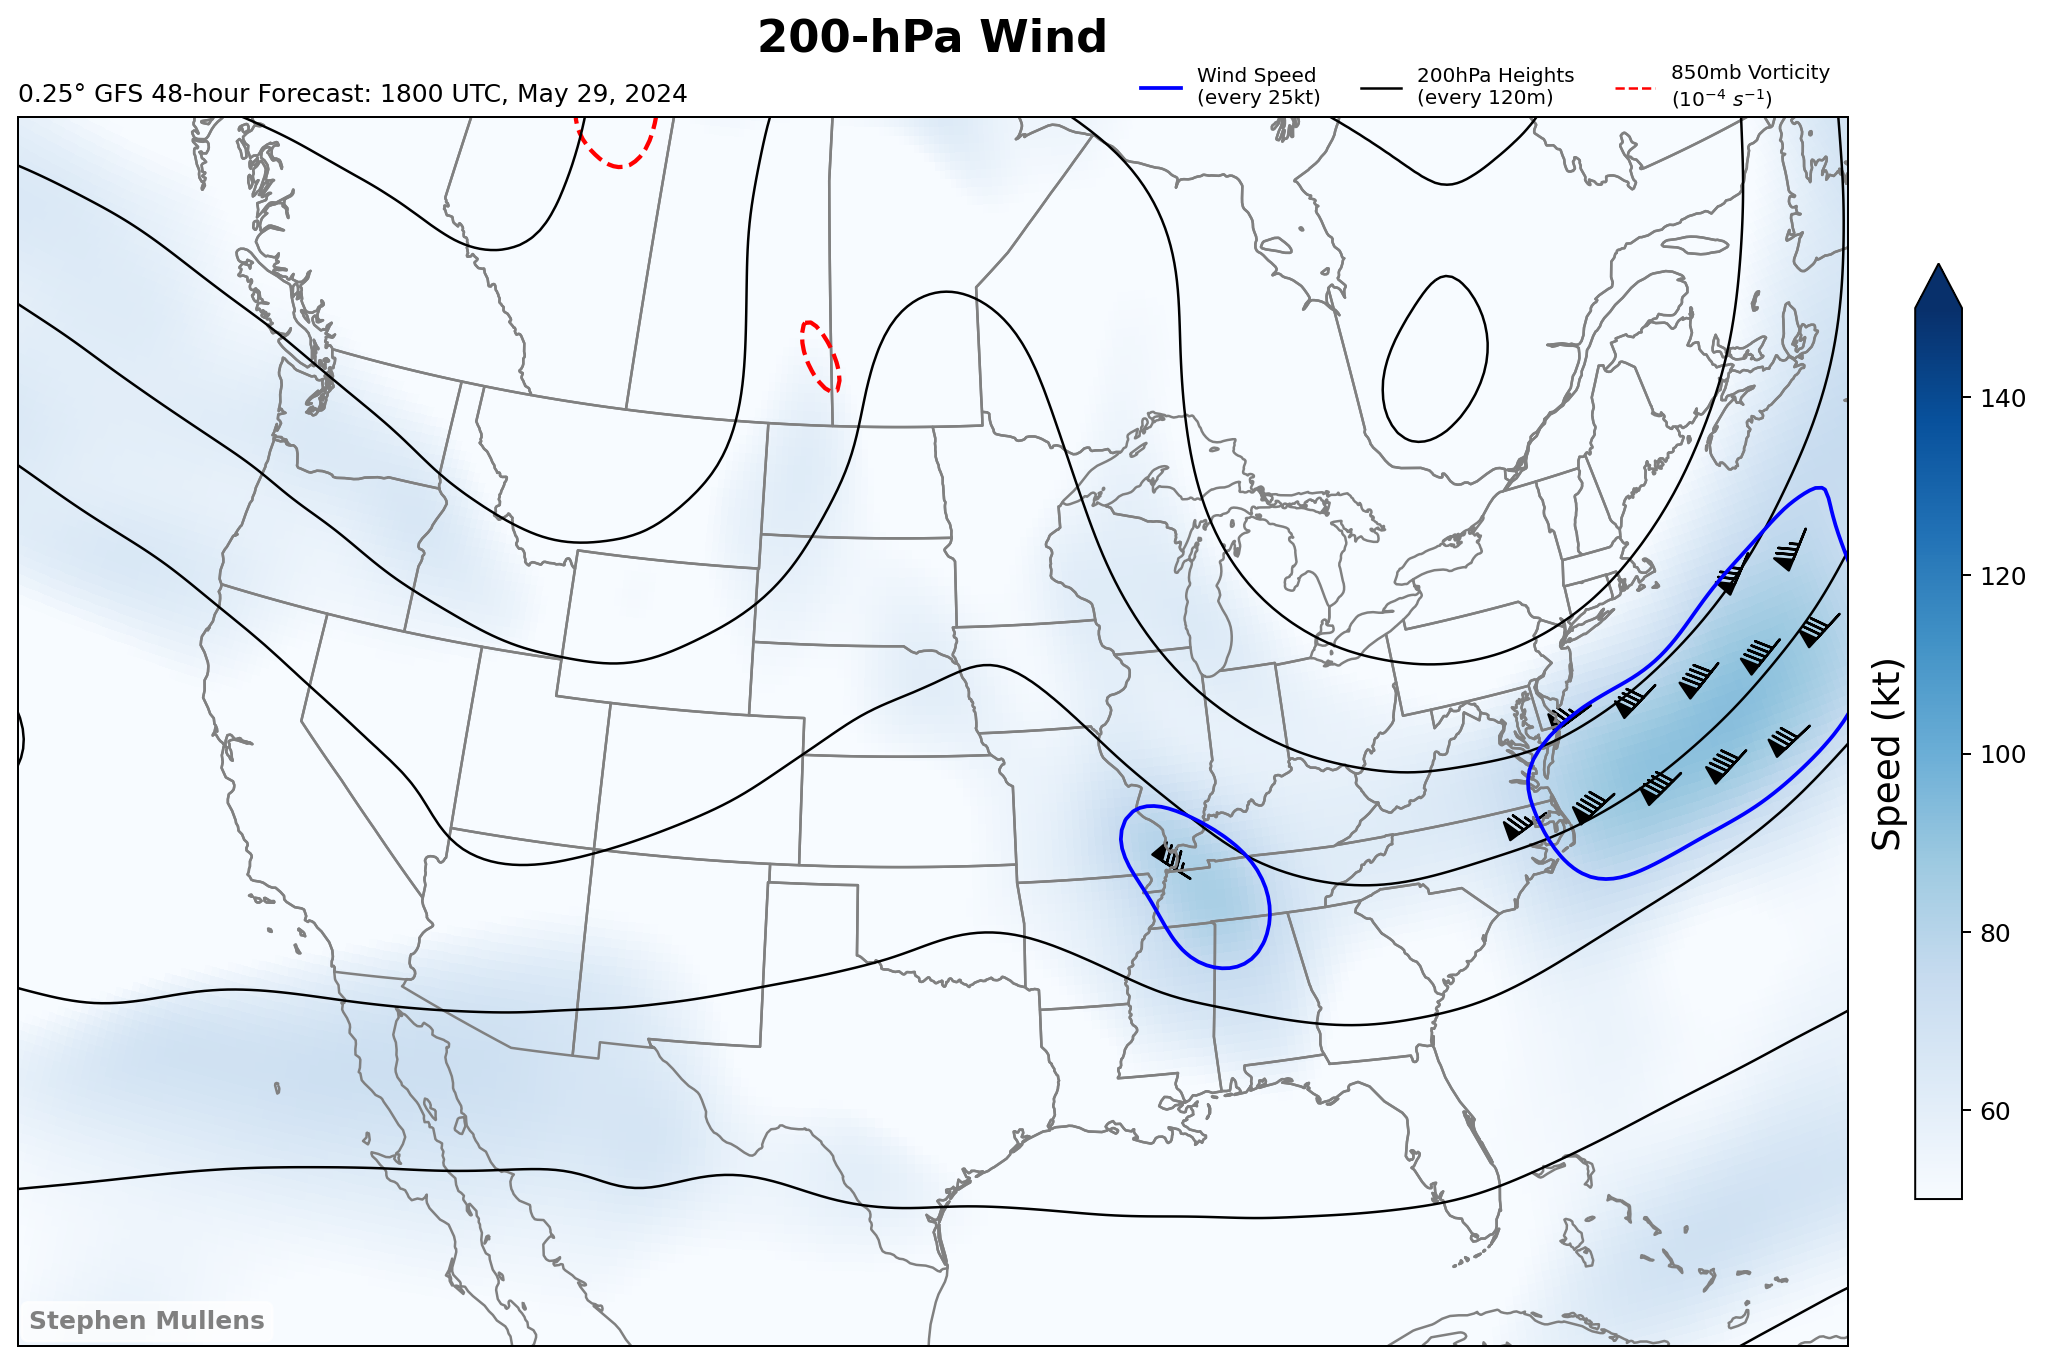 200-hPa Wind
0.25° GFS 48-hour Forecast: 1800 UTC, May 29, 2024
Wind Speed
(every 25kt)
200hPa Heights
(every 120m)
850mb Vorticity
(10⁻⁴ s⁻¹)
140
120
100
80
60
Speed (kt)
Stephen Mullens